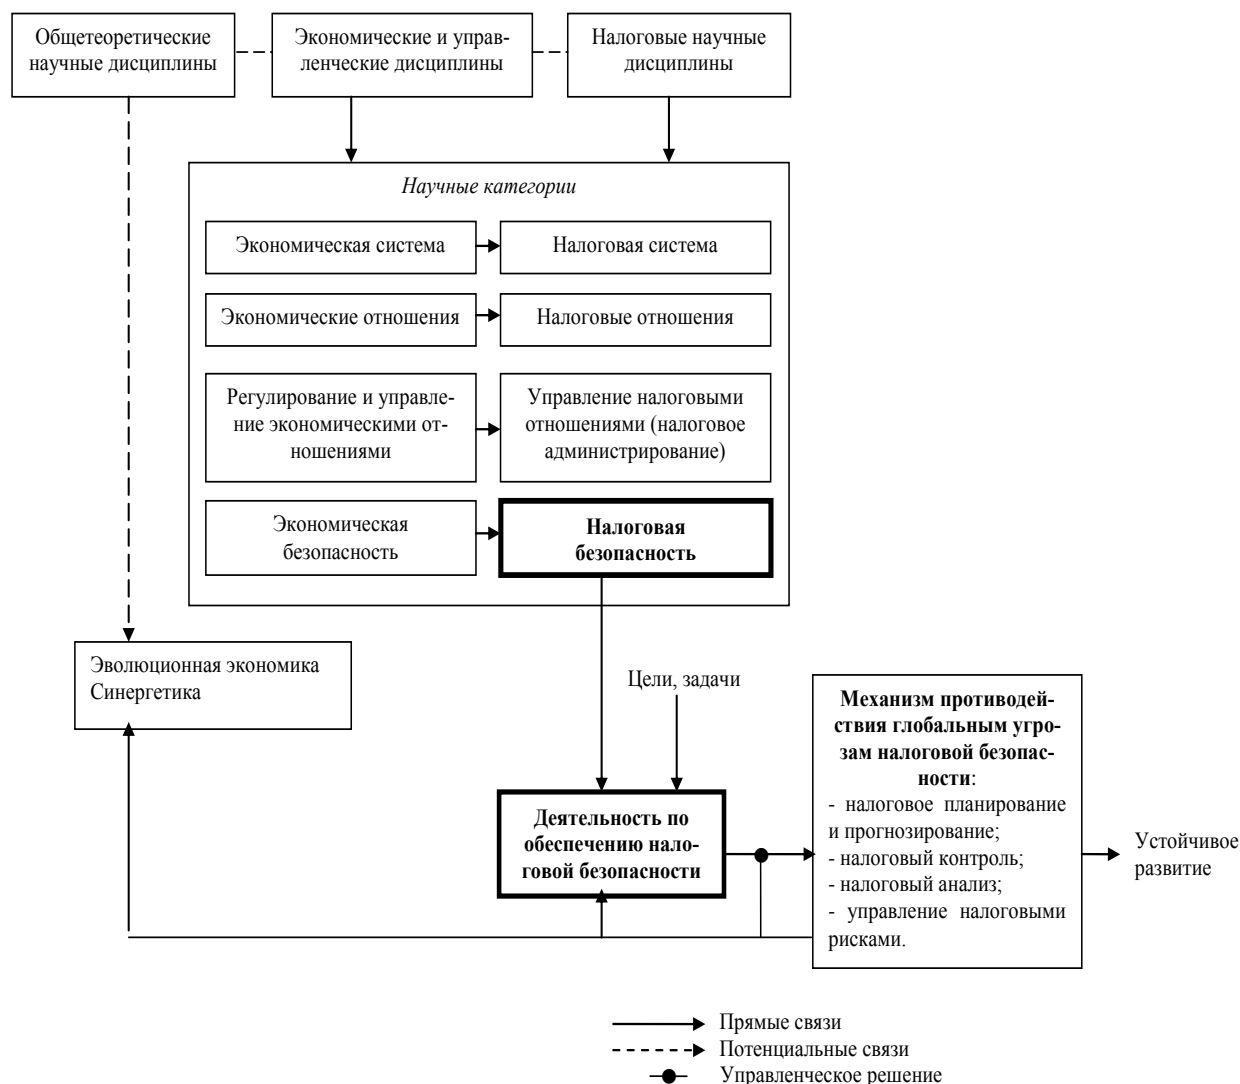 Общетеоретические
научные дисциплины
Экономические и управ-
ленческие дисциплины
Налоговые научные
дисциплины
Научные категории
Экономическая система
Налоговая система
Экономические отношения
Налоговые отношения
Регулирование и управле-
ние экономическими от-
ношениями
Управление налоговыми
отношениями (налоговое
администрирование)
Экономическая
безопасность
Налоговая
безопасность
Эволюционная экономика
Синергетика
Цели, задачи
Деятельность по
обеспечению нало-
говой безопасности
Механизм противодей-
ствия глобальным угро-
зам налоговой безопас-
ности:
- налоговое планирование
и прогнозирование;
- налоговый контроль;
- налоговый анализ;
- управление налоговыми
рисками.
Устойчивое
развитие
Прямые связи
Потенциальные связи
Управленческое решение